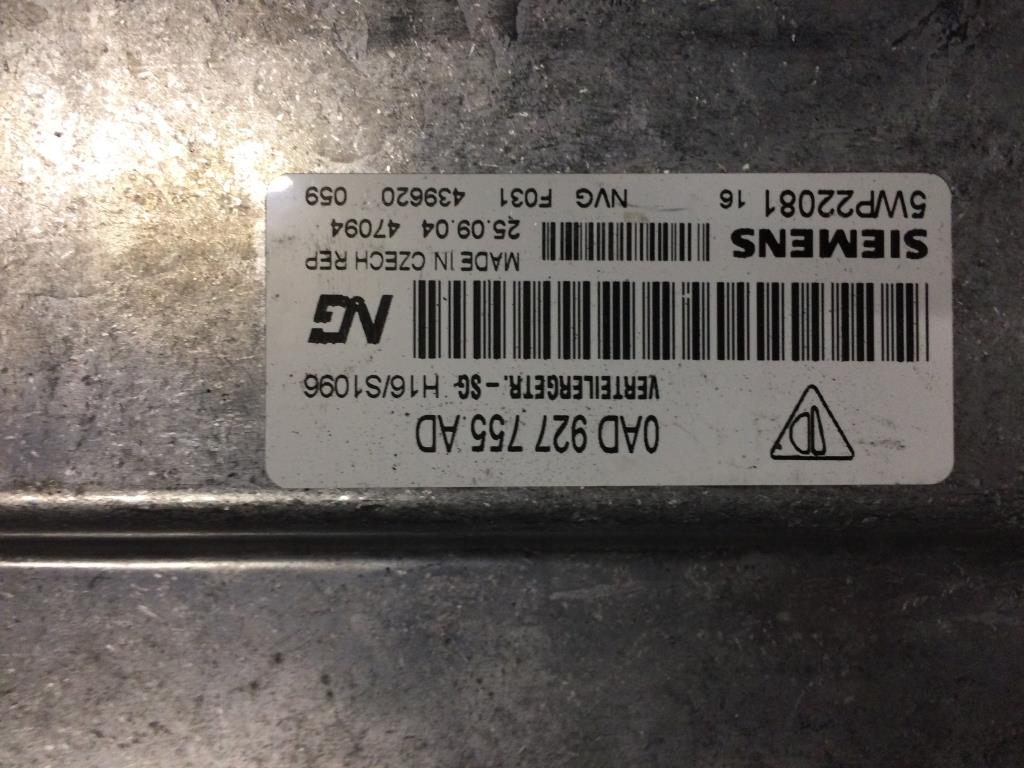 0AD 927 755 AD
VERTEILERGETR.-SG H16/S1096
NG
SIEMENS MADE IN CZECH REP
25.09.04 47094
5WP22081 16 NVG F031 439620 059